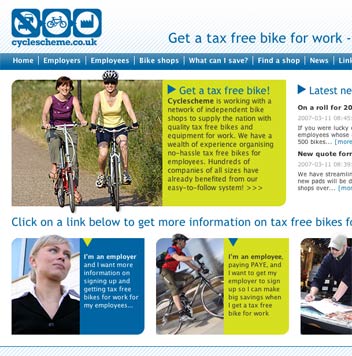 cyclescheme.co.uk
Get a tax free bike for work -
Home | Employers | Employees | Bike shops | What can I save? | Find a shop | News | Link
Get a tax free bike!
Cyclescheme is working with a
network of independent bike
shops to supply the nation with
quality tax free bikes and
equipment for work. We have a
wealth of experience organising
no-hassle tax free bikes for
employees. Hundreds of
companies of all sizes have
already benefited from our
easy-to-follow system! >>>
Latest ne
On a roll for 20
2007-03-11 08:45:
If you were lucky
employees whose
500 bikes... [more
New quote form
2007-03-11 08:39
We have streamlin
new pads will be d
shops over... [mor
Click on a link below to get more information on tax free bikes fo
I'm an employer
and I want more
information on
signing up and
getting tax free
bikes for work for
my employees...
I'm an employee,
paying PAYE, and
I want to get my
employer to sign
up so I can make
big savings when
I get a tax free
bike for work